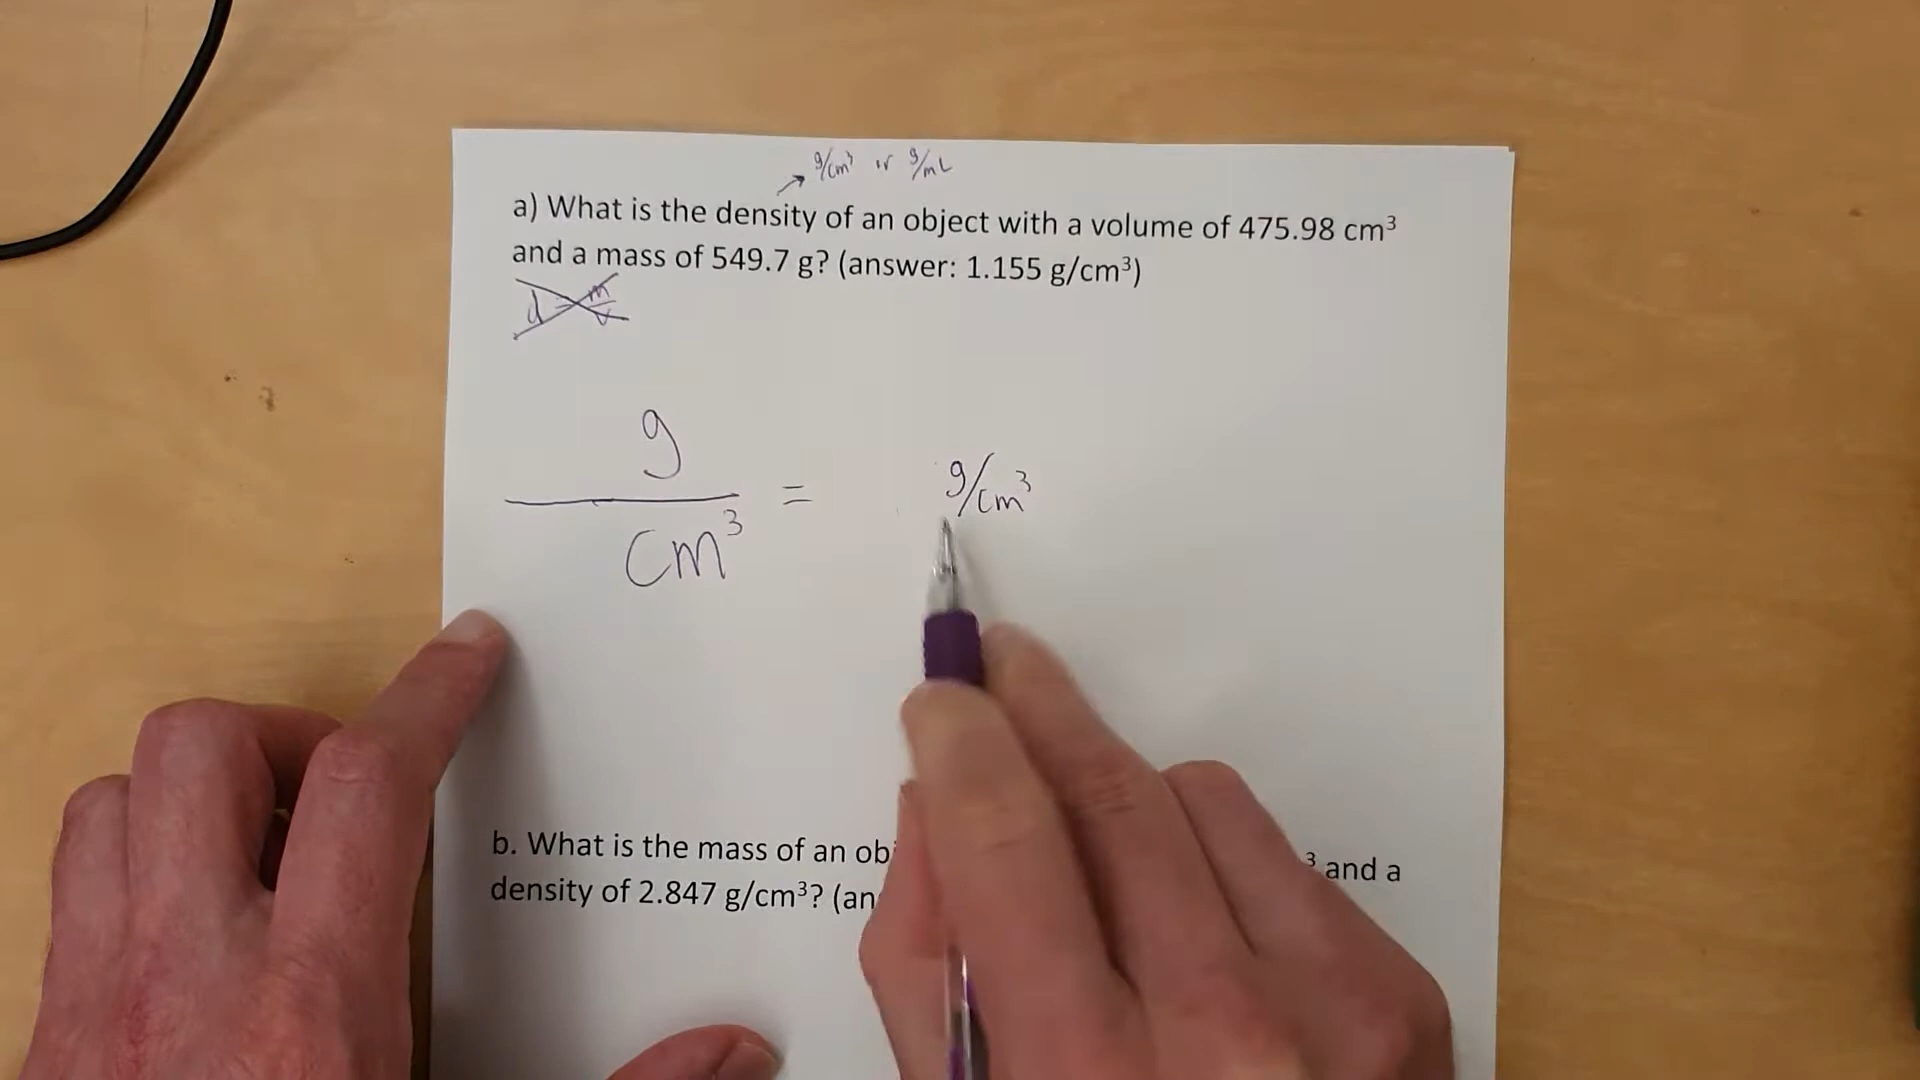 g/cm³ or g/mL
a) What is the density of an object with a volume of 475.98 cm³
and a mass of 549.7 g? (answer: 1.155 g/cm³)
d = m/v
g
cm³
= g/cm³
b. What is the mass of an ob ³ and a
density of 2.847 g/cm³? (an